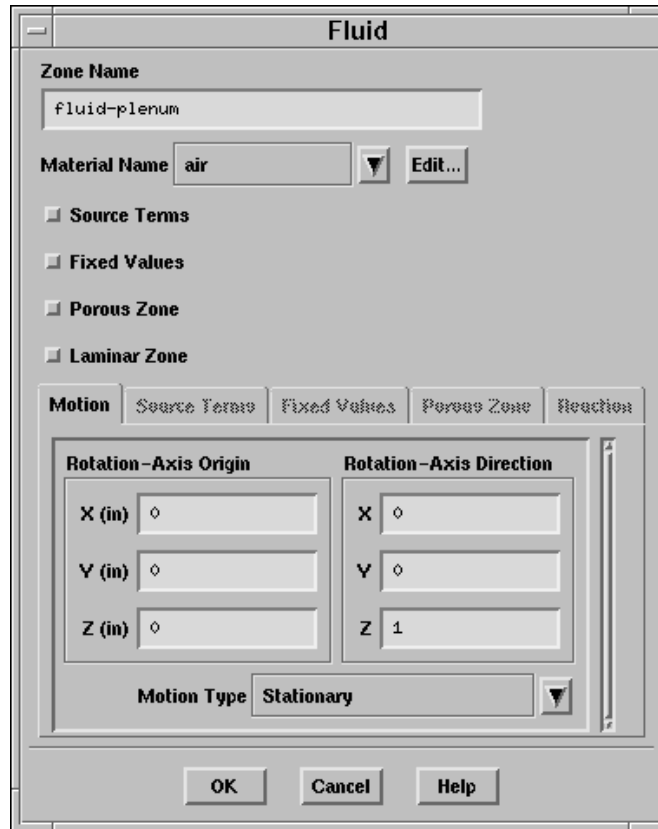 Fluid
Zone Name
fluid-plenum
Material Name air Edit...
Source Terms
Fixed Values
Porous Zone
Laminar Zone
Motion Source Terms Fixed Values Porous Zone Reaction
Rotation-Axis Origin Rotation-Axis Direction
X (in) 0 X 0
Y (in) 0 Y 0
Z (in) 0 Z 1
Motion Type Stationary
OK Cancel Help